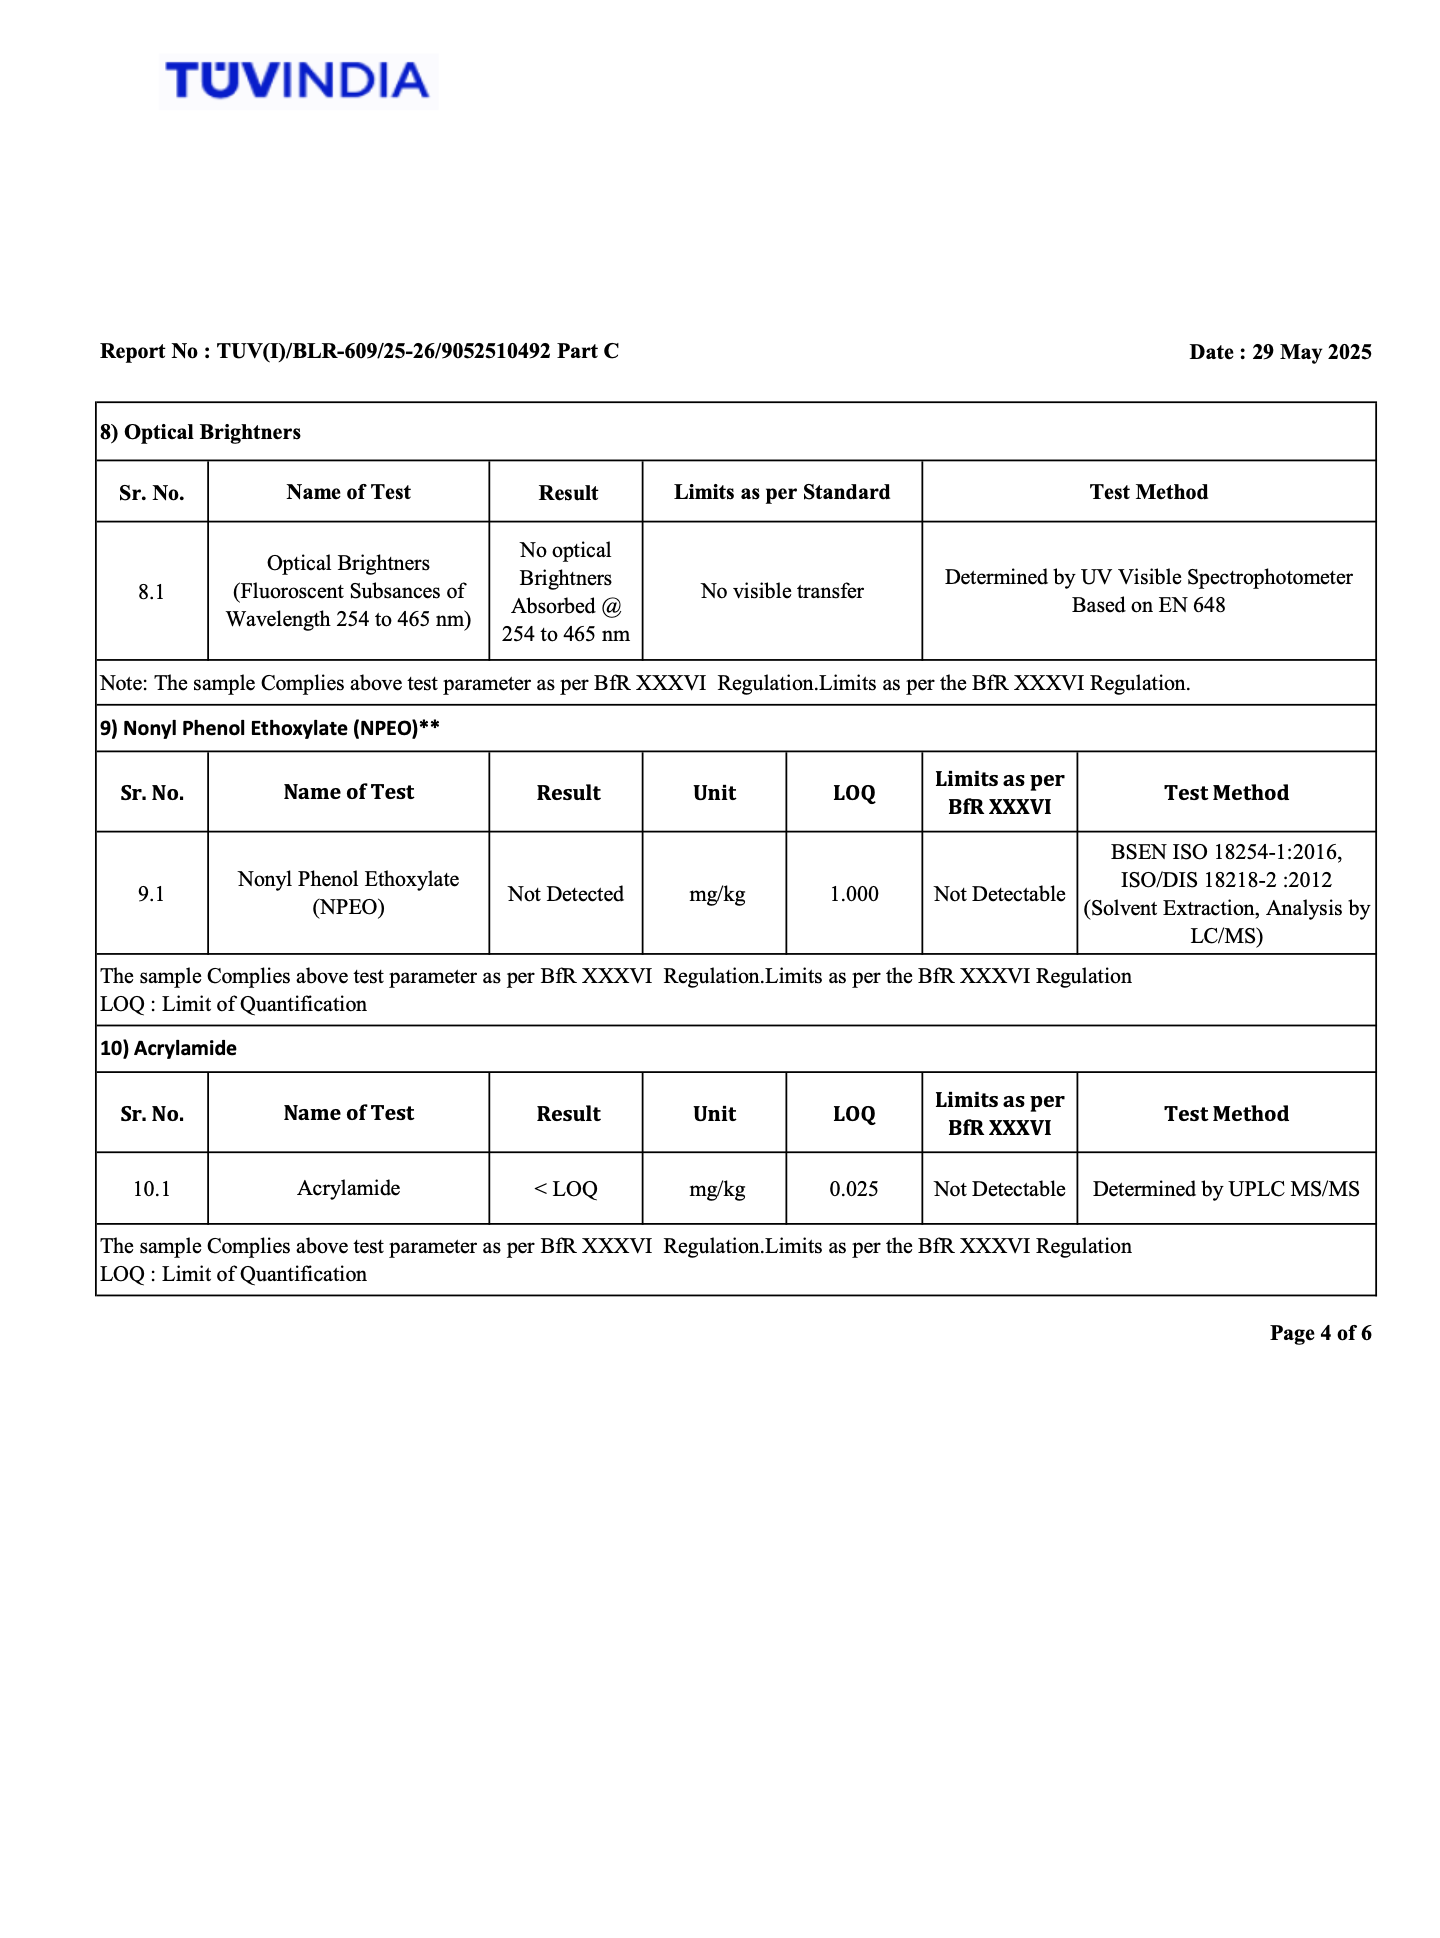 TÜVINDIA
Report No : TUV(I)/BLR-609/25-26/9052510492 Part C
Date : 29 May 2025
8) Optical Brightners
Sr. No.
Name of Test
Result
Limits as per Standard
Test Method
8.1
Optical Brightners
(Fluoroscent Subsances of
Wavelength 254 to 465 nm)
No optical
Brightners
Absorbed @
254 to 465 nm
No visible transfer
Determined by UV Visible Spectrophotometer
Based on EN 648
Note: The sample Complies above test parameter as per BfR XXXVI  Regulation.Limits as per the BfR XXXVI Regulation.
9) Nonyl Phenol Ethoxylate (NPEO)**
Sr. No.
Name of Test
Result
Unit
LOQ
Limits as per
BfR XXXVI
Test Method
9.1
Nonyl Phenol Ethoxylate
(NPEO)
Not Detected
mg/kg
1.000
Not Detectable
BSEN ISO 18254-1:2016,
ISO/DIS 18218-2 :2012
(Solvent Extraction, Analysis by
LC/MS)
The sample Complies above test parameter as per BfR XXXVI  Regulation.Limits as per the BfR XXXVI Regulation
LOQ : Limit of Quantification
10) Acrylamide
Sr. No.
Name of Test
Result
Unit
LOQ
Limits as per
BfR XXXVI
Test Method
10.1
Acrylamide
< LOQ
mg/kg
0.025
Not Detectable
Determined by UPLC MS/MS
The sample Complies above test parameter as per BfR XXXVI  Regulation.Limits as per the BfR XXXVI Regulation
LOQ : Limit of Quantification
Page 4 of 6